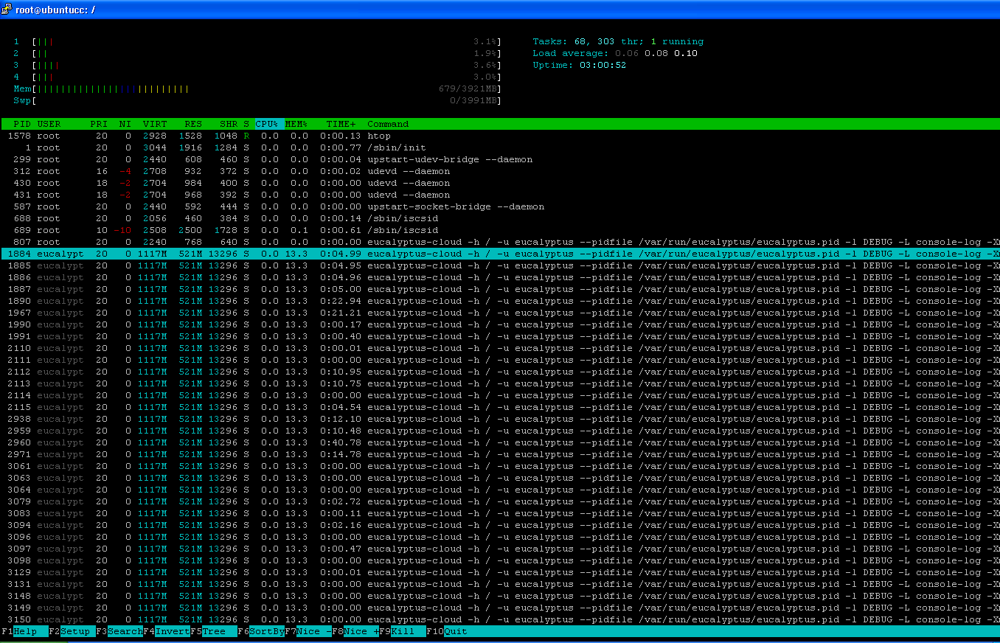 root@ubuntucc: /
1 [||| 3.1%] Tasks: 68, 303 thr; 1 running
2 [|| 1.9%] Load average: 0.06 0.08 0.10
3 [|||| 3.6%] Uptime: 03:00:52
4 [||| 3.0%]
Mem[|||||||||||||||||||||||||| 679/3921MB]
Swp[ 0/3991MB]
PID USER PRI NI VIRT RES SHR S CPU% MEM% TIME+ Command
1578 root 20 0 2928 1528 1048 R 0.0 0.0 0:00.13 htop
1 root 20 0 3044 1916 1284 S 0.0 0.0 0:00.77 /sbin/init
299 root 20 0 2440 608 460 S 0.0 0.0 0:00.04 upstart-udev-bridge --daemon
312 root 16 -4 2708 932 372 S 0.0 0.0 0:00.02 udevd --daemon
430 root 18 -2 2704 984 400 S 0.0 0.0 0:00.00 udevd --daemon
431 root 18 -2 2704 968 392 S 0.0 0.0 0:00.00 udevd --daemon
587 root 20 0 2440 592 444 S 0.0 0.0 0:00.00 upstart-socket-bridge --daemon
688 root 20 0 2056 460 384 S 0.0 0.0 0:00.14 /sbin/iscsid
689 root 10 -10 2508 2500 1728 S 0.0 0.1 0:00.61 /sbin/iscsid
807 root 20 0 2240 768 640 S 0.0 0.0 0:00.00 eucalyptus-cloud -h / -u eucalyptus --pidfile /var/run/eucalyptus/eucalyptus.pid -l DEBUG -L console-log -Xm
1884 eucalypt 20 0 1117M 521M 13296 S 0.0 13.3 0:04.99 eucalyptus-cloud -h / -u eucalyptus --pidfile /var/run/eucalyptus/eucalyptus.pid -l DEBUG -L console-log -Xm
1885 eucalypt 20 0 1117M 521M 13296 S 0.0 13.3 0:04.95 eucalyptus-cloud -h / -u eucalyptus --pidfile /var/run/eucalyptus/eucalyptus.pid -l DEBUG -L console-log -Xm
1886 eucalypt 20 0 1117M 521M 13296 S 0.0 13.3 0:04.96 eucalyptus-cloud -h / -u eucalyptus --pidfile /var/run/eucalyptus/eucalyptus.pid -l DEBUG -L console-log -Xm
1887 eucalypt 20 0 1117M 521M 13296 S 0.0 13.3 0:05.00 eucalyptus-cloud -h / -u eucalyptus --pidfile /var/run/eucalyptus/eucalyptus.pid -l DEBUG -L console-log -Xm
1890 eucalypt 20 0 1117M 521M 13296 S 0.0 13.3 0:22.94 eucalyptus-cloud -h / -u eucalyptus --pidfile /var/run/eucalyptus/eucalyptus.pid -l DEBUG -L console-log -Xm
1967 eucalypt 20 0 1117M 521M 13296 S 0.0 13.3 0:21.21 eucalyptus-cloud -h / -u eucalyptus --pidfile /var/run/eucalyptus/eucalyptus.pid -l DEBUG -L console-log -Xm
1990 eucalypt 20 0 1117M 521M 13296 S 0.0 13.3 0:00.17 eucalyptus-cloud -h / -u eucalyptus --pidfile /var/run/eucalyptus/eucalyptus.pid -l DEBUG -L console-log -Xm
1991 eucalypt 20 0 1117M 521M 13296 S 0.0 13.3 0:00.40 eucalyptus-cloud -h / -u eucalyptus --pidfile /var/run/eucalyptus/eucalyptus.pid -l DEBUG -L console-log -Xm
2110 eucalypt 20 0 1117M 521M 13296 S 0.0 13.3 0:00.01 eucalyptus-cloud -h / -u eucalyptus --pidfile /var/run/eucalyptus/eucalyptus.pid -l DEBUG -L console-log -Xm
2111 eucalypt 20 0 1117M 521M 13296 S 0.0 13.3 0:00.00 eucalyptus-cloud -h / -u eucalyptus --pidfile /var/run/eucalyptus/eucalyptus.pid -l DEBUG -L console-log -Xm
2112 eucalypt 20 0 1117M 521M 13296 S 0.0 13.3 0:10.95 eucalyptus-cloud -h / -u eucalyptus --pidfile /var/run/eucalyptus/eucalyptus.pid -l DEBUG -L console-log -Xm
2113 eucalypt 20 0 1117M 521M 13296 S 0.0 13.3 0:10.75 eucalyptus-cloud -h / -u eucalyptus --pidfile /var/run/eucalyptus/eucalyptus.pid -l DEBUG -L console-log -Xm
2114 eucalypt 20 0 1117M 521M 13296 S 0.0 13.3 0:00.00 eucalyptus-cloud -h / -u eucalyptus --pidfile /var/run/eucalyptus/eucalyptus.pid -l DEBUG -L console-log -Xm
2115 eucalypt 20 0 1117M 521M 13296 S 0.0 13.3 0:04.54 eucalyptus-cloud -h / -u eucalyptus --pidfile /var/run/eucalyptus/eucalyptus.pid -l DEBUG -L console-log -Xm
2938 eucalypt 20 0 1117M 521M 13296 S 0.0 13.3 0:12.10 eucalyptus-cloud -h / -u eucalyptus --pidfile /var/run/eucalyptus/eucalyptus.pid -l DEBUG -L console-log -Xm
2959 eucalypt 20 0 1117M 521M 13296 S 0.0 13.3 0:10.48 eucalyptus-cloud -h / -u eucalyptus --pidfile /var/run/eucalyptus/eucalyptus.pid -l DEBUG -L console-log -Xm
2960 eucalypt 20 0 1117M 521M 13296 S 0.0 13.3 0:40.78 eucalyptus-cloud -h / -u eucalyptus --pidfile /var/run/eucalyptus/eucalyptus.pid -l DEBUG -L console-log -Xm
2971 eucalypt 20 0 1117M 521M 13296 S 0.0 13.3 0:14.78 eucalyptus-cloud -h / -u eucalyptus --pidfile /var/run/eucalyptus/eucalyptus.pid -l DEBUG -L console-log -Xm
3061 eucalypt 20 0 1117M 521M 13296 S 0.0 13.3 0:00.00 eucalyptus-cloud -h / -u eucalyptus --pidfile /var/run/eucalyptus/eucalyptus.pid -l DEBUG -L console-log -Xm
3063 eucalypt 20 0 1117M 521M 13296 S 0.0 13.3 0:00.00 eucalyptus-cloud -h / -u eucalyptus --pidfile /var/run/eucalyptus/eucalyptus.pid -l DEBUG -L console-log -Xm
3064 eucalypt 20 0 1117M 521M 13296 S 0.0 13.3 0:00.00 eucalyptus-cloud -h / -u eucalyptus --pidfile /var/run/eucalyptus/eucalyptus.pid -l DEBUG -L console-log -Xm
3079 eucalypt 20 0 1117M 521M 13296 S 0.0 13.3 0:02.72 eucalyptus-cloud -h / -u eucalyptus --pidfile /var/run/eucalyptus/eucalyptus.pid -l DEBUG -L console-log -Xm
3083 eucalypt 20 0 1117M 521M 13296 S 0.0 13.3 0:00.11 eucalyptus-cloud -h / -u eucalyptus --pidfile /var/run/eucalyptus/eucalyptus.pid -l DEBUG -L console-log -Xm
3094 eucalypt 20 0 1117M 521M 13296 S 0.0 13.3 0:02.16 eucalyptus-cloud -h / -u eucalyptus --pidfile /var/run/eucalyptus/eucalyptus.pid -l DEBUG -L console-log -Xm
3096 eucalypt 20 0 1117M 521M 13296 S 0.0 13.3 0:00.00 eucalyptus-cloud -h / -u eucalyptus --pidfile /var/run/eucalyptus/eucalyptus.pid -l DEBUG -L console-log -Xm
3097 eucalypt 20 0 1117M 521M 13296 S 0.0 13.3 0:00.47 eucalyptus-cloud -h / -u eucalyptus --pidfile /var/run/eucalyptus/eucalyptus.pid -l DEBUG -L console-log -Xm
3098 eucalypt 20 0 1117M 521M 13296 S 0.0 13.3 0:00.00 eucalyptus-cloud -h / -u eucalyptus --pidfile /var/run/eucalyptus/eucalyptus.pid -l DEBUG -L console-log -Xm
3129 eucalypt 20 0 1117M 521M 13296 S 0.0 13.3 0:00.01 eucalyptus-cloud -h / -u eucalyptus --pidfile /var/run/eucalyptus/eucalyptus.pid -l DEBUG -L console-log -Xm
3131 eucalypt 20 0 1117M 521M 13296 S 0.0 13.3 0:00.00 eucalyptus-cloud -h / -u eucalyptus --pidfile /var/run/eucalyptus/eucalyptus.pid -l DEBUG -L console-log -Xm
3148 eucalypt 20 0 1117M 521M 13296 S 0.0 13.3 0:00.00 eucalyptus-cloud -h / -u eucalyptus --pidfile /var/run/eucalyptus/eucalyptus.pid -l DEBUG -L console-log -Xm
3149 eucalypt 20 0 1117M 521M 13296 S 0.0 13.3 0:00.00 eucalyptus-cloud -h / -u eucalyptus --pidfile /var/run/eucalyptus/eucalyptus.pid -l DEBUG -L console-log -Xm
3150 eucalypt 20 0 1117M 521M 13296 S 0.0 13.3 0:00.00 eucalyptus-cloud -h / -u eucalyptus --pidfile /var/run/eucalyptus/eucalyptus.pid -l DEBUG -L console-log -Xm
F1Help F2Setup F3SearchF4InvertF5Tree F6SortByF7Nice -F8Nice +F9Kill F10Quit